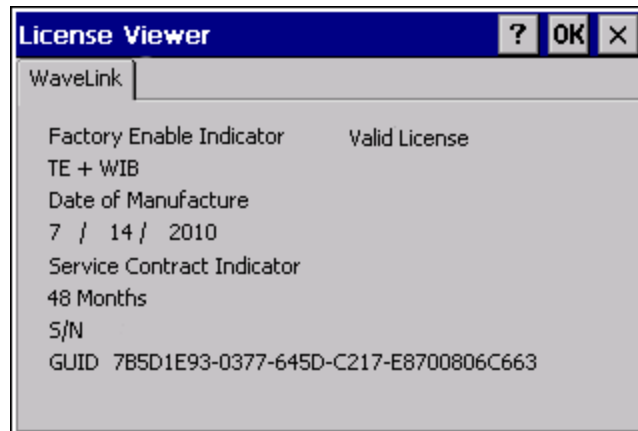 License Viewer ? OK ×
WaveLink
Factory Enable Indicator Valid License
TE + WIB
Date of Manufacture
7 / 14 / 2010
Service Contract Indicator
48 Months
S/N
GUID 7B5D1E93-0377-645D-C217-E8700806C663